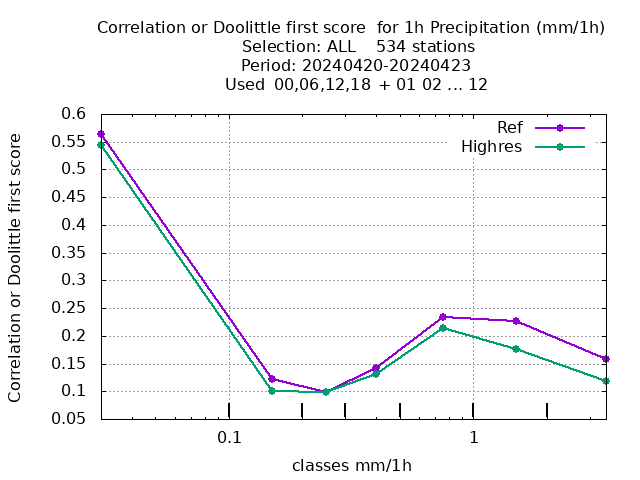 Correlation or Doolittle first score  for 1h Precipitation (mm/1h)
Selection: ALL    534 stations
Period: 20240420-20240423
Used  00,06,12,18  + 01 02 ... 12
Ref
Highres
Correlation or Doolittle first score
0.6
0.55
0.5
0.45
0.4
0.35
0.3
0.25
0.2
0.15
0.1
0.05
0.1 1
classes mm/1h